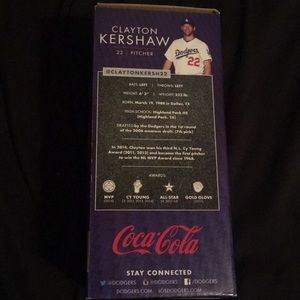 CLAYTON
KERSHAW
22 | PITCHER
Dodgers
22
@CLAYTONKERSH22
BATS: LEFT | THROWS: LEFT
HEIGHT: 6' 3" | WEIGHT:
BORN: March 19, 1988 in Dallas, TX
HIGH SCHOOL: Highland Park HS
(Highland Park, TX)
DRAFTED by the Dodgers in the 1st round
of the 2006 amateur draft. (7th pick)
In 2014, Clayton won his third N.L. Cy Young
Award (2011, 2013) and became the first pitcher
to win the NL MVP Award since 1968.
AWARDS
MVP
CY YOUNG
ALL-STAR
GOLD GLOVE
Coca-Cola
STAY CONNECTED
@DODGERS @DODGERS /DODGERS
DODGERS.COM LOSDODGERS.COM